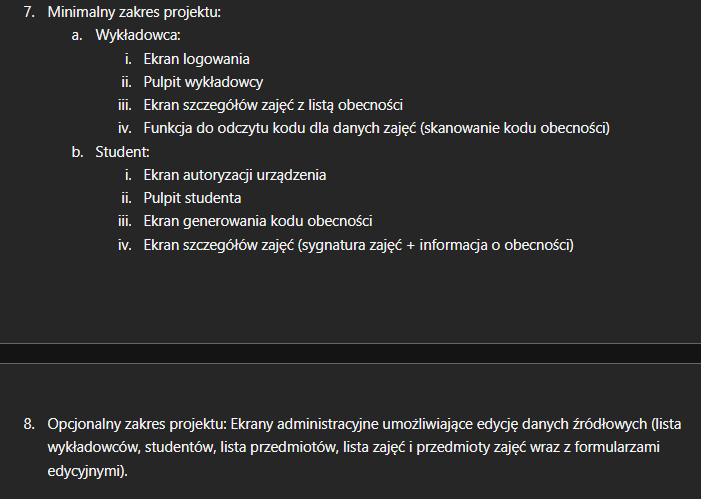 7. Minimalny zakres projektu:
a. Wykładowca:
i. Ekran logowania
ii. Pulpit wykładowcy
iii. Ekran szczegółów zajęć z listą obecności
iv. Funkcja do odczytu kodu dla danych zajęć (skanowanie kodu obecności)
b. Student:
i. Ekran autoryzacji urządzenia
ii. Pulpit studenta
iii. Ekran generowania kodu obecności
iv. Ekran szczegółów zajęć (sygnatura zajęć + informacja o obecności)
8. Opcjonalny zakres projektu: Ekrany administracyjne umożliwiające edycję danych źródłowych (lista
wykładowców, studentów, lista przedmiotów, lista zajęć i przedmioty zajęć wraz z formularzami
edycyjnymi).